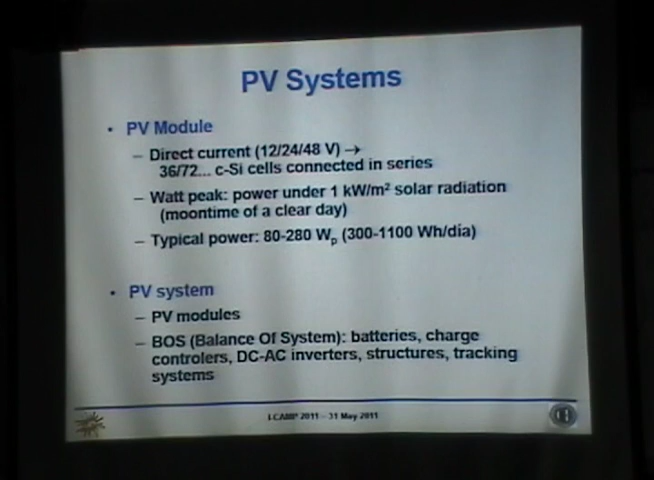 PV Systems
• PV Module
– Direct current (12/24/48 V) →
36/72... c-Si cells connected in series
– Watt peak: power under 1 kW/m² solar radiation
(moontime of a clear day)
– Typical power: 80-280 Wp (300-1100 Wh/día)
• PV system
– PV modules
– BOS (Balance Of System): batteries, charge
controlers, DC-AC inverters, structures, tracking
systems
2011 – 31 May 2011